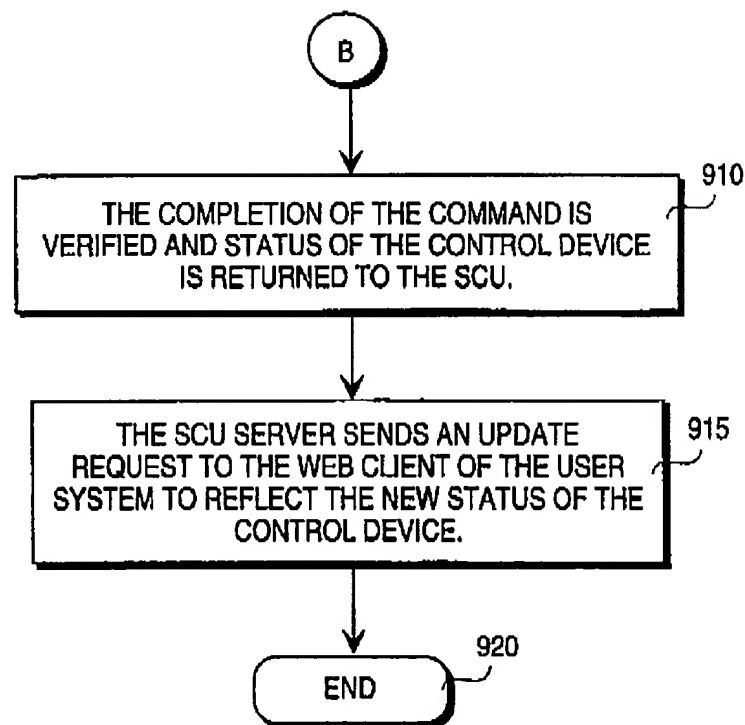 B
910
THE COMPLETION OF THE COMMAND IS
VERIFIED AND STATUS OF THE CONTROL DEVICE
IS RETURNED TO THE SCU.
915
THE SCU SERVER SENDS AN UPDATE
REQUEST TO THE WEB CLIENT OF THE USER
SYSTEM TO REFLECT THE NEW STATUS OF THE
CONTROL DEVICE.
920
END